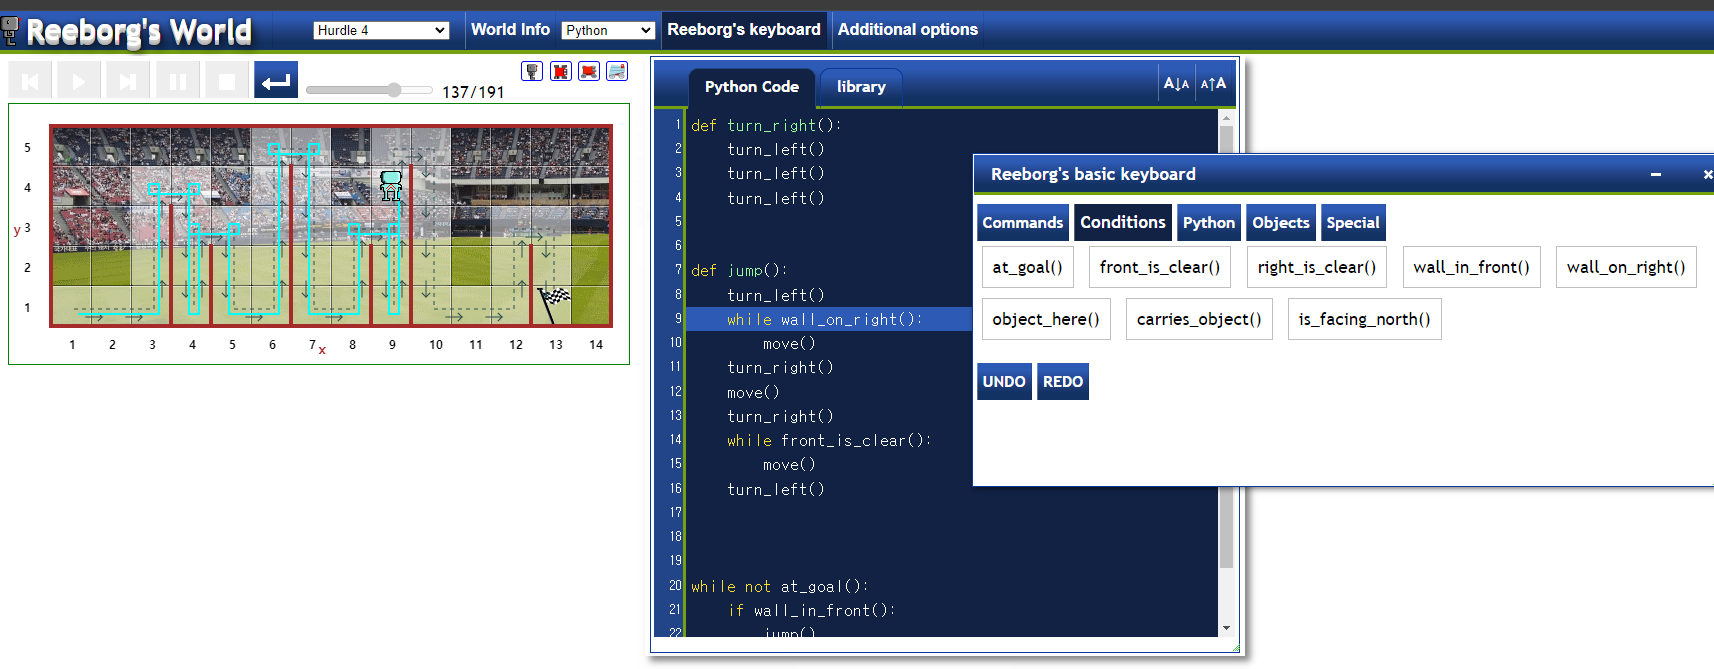 Reeborg's World
Hurdle 4
World Info
Python
Reeborg's keyboard
Additional options
137/191
Python Code
library
A↓A
A↑A
5
4
y 3
2
1
1 2 3 4 5 6 7 8 9 10 11 12 13 14
x
1 def turn_right():
2     turn_left()
3     turn_left()
4     turn_left()
5
6
7 def jump():
8     turn_left()
9     while wall_on_right():
10         move()
11     turn_right()
12     move()
13     turn_right()
14     while front_is_clear():
15         move()
16     turn_left()
17
18
19
20 while not at_goal():
21     if wall_in_front():
22         jump()
Reeborg's basic keyboard
Commands Conditions Python Objects Special
at_goal() front_is_clear() right_is_clear() wall_in_front() wall_on_right()
object_here() carries_object() is_facing_north()
UNDO REDO